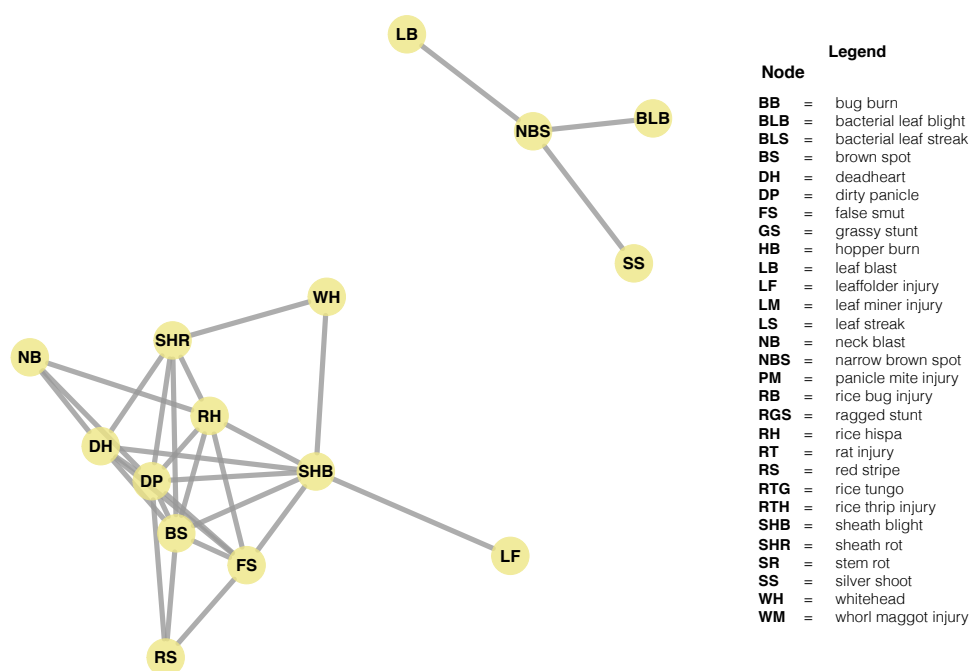 LB
Legend
Node
NBS
BLB
SS
WH
SHR
NB
RH
DH
DP
SHB
BS
FS
LF
RS
BB = bug burn
BLB = bacterial leaf blight
BLS = bacterial leaf streak
BS = brown spot
DH = deadheart
DP = dirty panicle
FS = false smut
GS = grassy stunt
HB = hopper burn
LB = leaf blast
LF = leaffolder injury
LM = leaf miner injury
LS = leaf streak
NB = neck blast
NBS = narrow brown spot
PM = panicle mite injury
RB = rice bug injury
RGS = ragged stunt
RH = rice hispa
RT = rat injury
RS = red stripe
RTG = rice tungo
RTH = rice thrip injury
SHB = sheath blight
SHR = sheath rot
SR = stem rot
SS = silver shoot
WH = whitehead
WM = whorl maggot injury